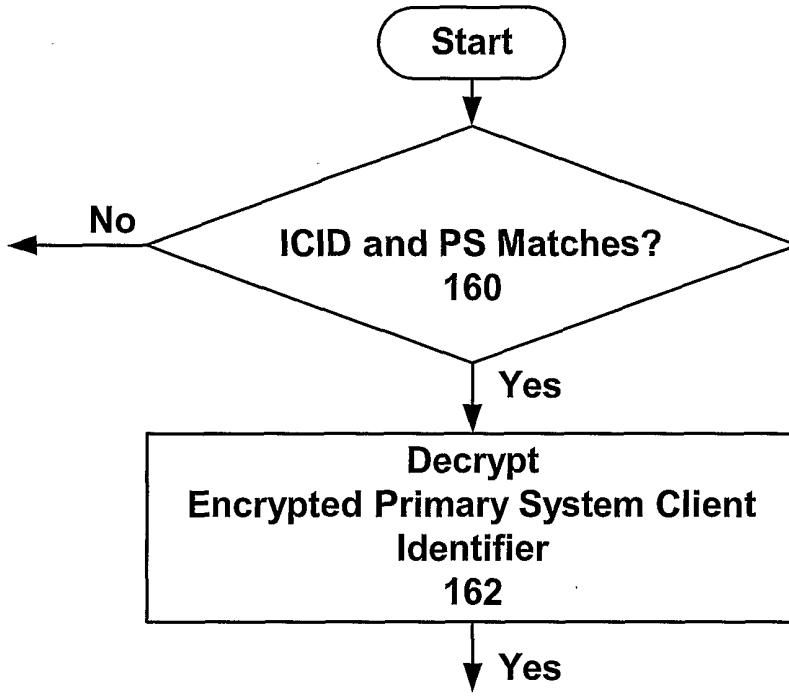 Start
No
ICID and PS Matches?
160
Yes
Decrypt
Encrypted Primary System Client
Identifier
162
Yes